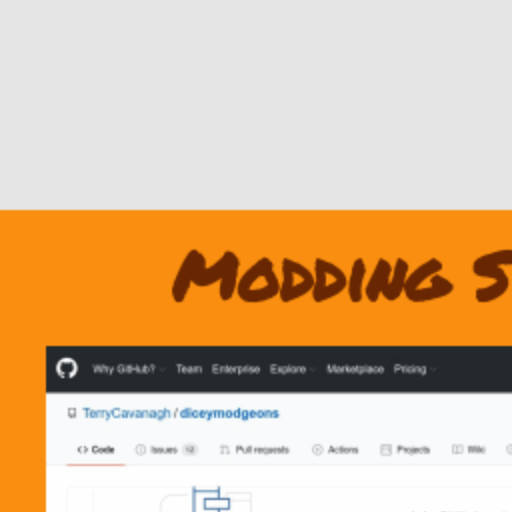 MODDING S
Why GitHub? Team Enterprise Explore Marketplace Pricing
TerryCavanagh / diceymodgeons
<> Code Issues 12 Pull requests Actions Projects Wiki